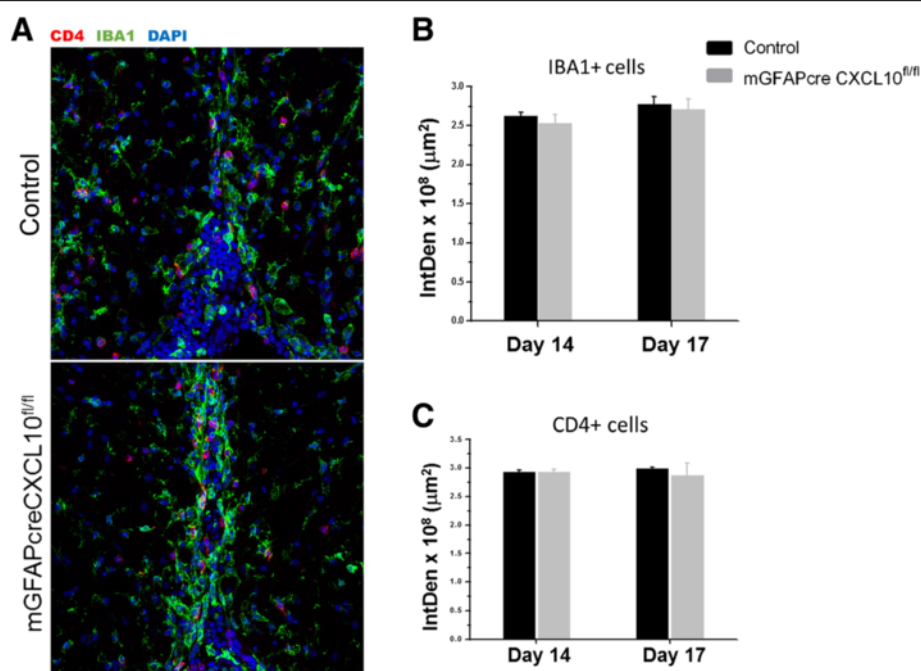 A
CD4 IBA1 DAPI
Control
mGFAPcreCXCL10fl/fl
B
Control
mGFAPcre CXCL10fl/fl
IBA1+ cells
IntDen x 10⁸ (µm²)
3.0
2.5
2.0
1.5
1.0
0.5
0.0
Day 14 Day 17
C
CD4+ cells
IntDen x 10⁸ (µm²)
3.5
3.0
2.5
2.0
1.5
1.0
0.5
0.0
Day 14 Day 17